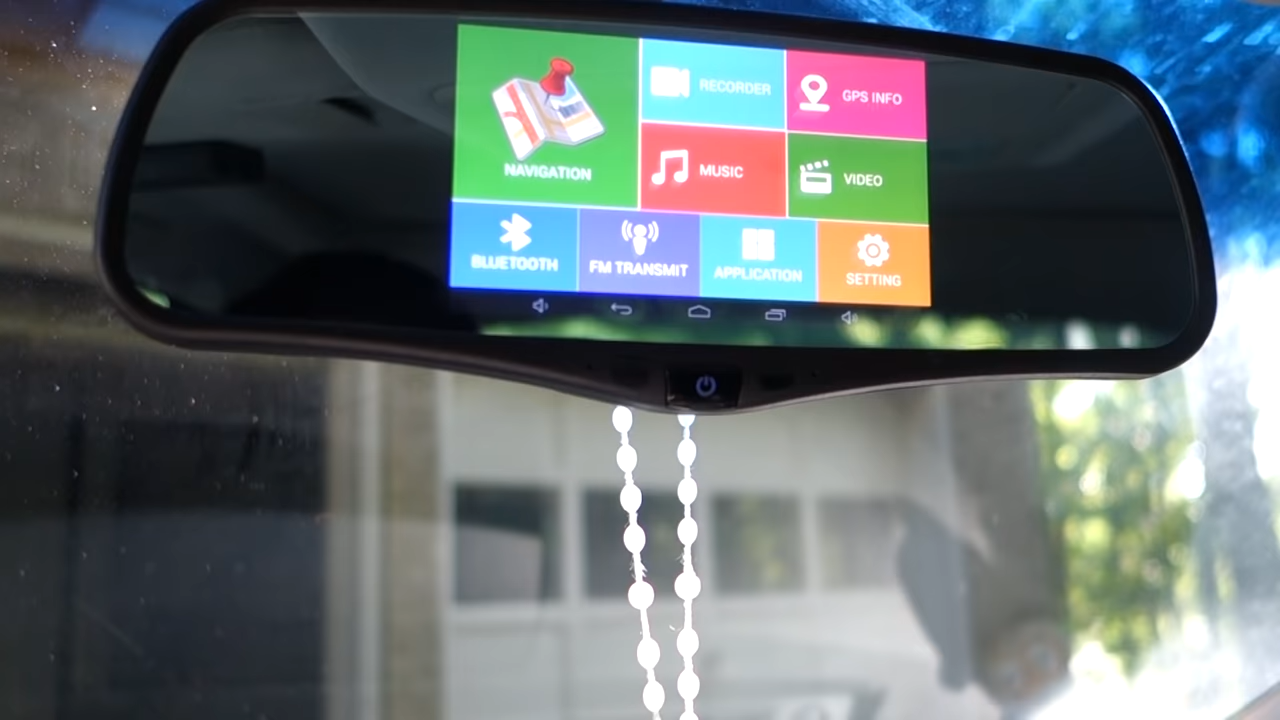 NAVIGATION
RECORDER
GPS INFO
MUSIC
VIDEO
BLUETOOTH
FM TRANSMIT
APPLICATION
SETTING